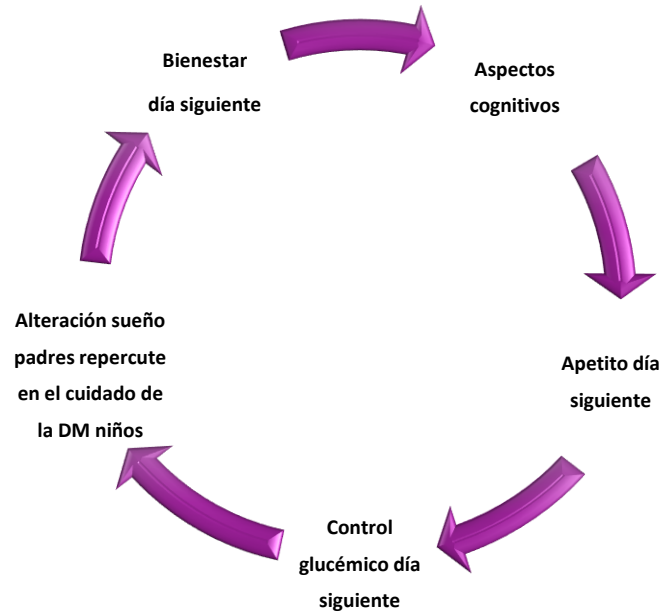 Bienestar
día siguiente
Aspectos
cognitivos
Apetito día
siguiente
Control
glucémico día
siguiente
Alteración sueño
padres repercute
en el cuidado de
la DM niños